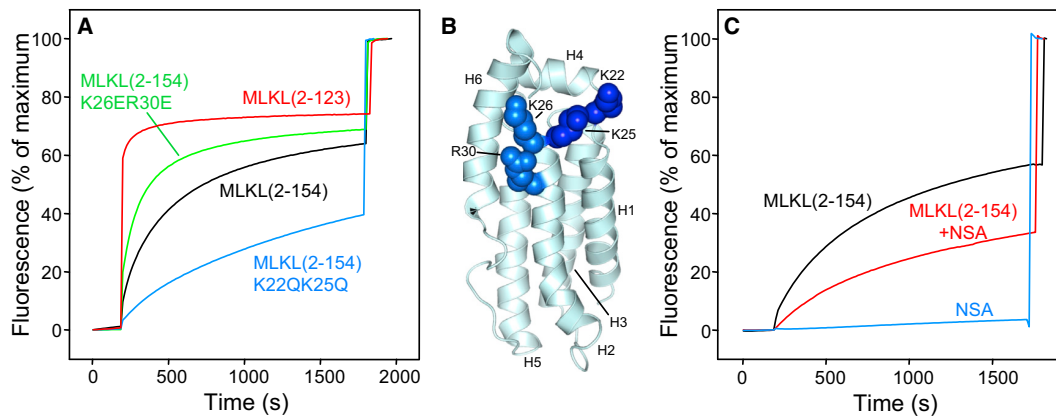 A
Fluorescence (% of maximum)
100
80
60
40
20
0
0
500
1000
1500
2000
Time (s)
MLKL(2-154)
K26ER30E
MLKL(2-123)
MLKL(2-154)
MLKL(2-154)
K22QK25Q
B
H4
K22
H6
K26
K25
R30
H1
H3
H2
H5
C
Fluorescence (% of maximum)
100
80
60
40
20
0
0
500
1000
1500
Time (s)
MLKL(2-154)
MLKL(2-154)
+NSA
NSA